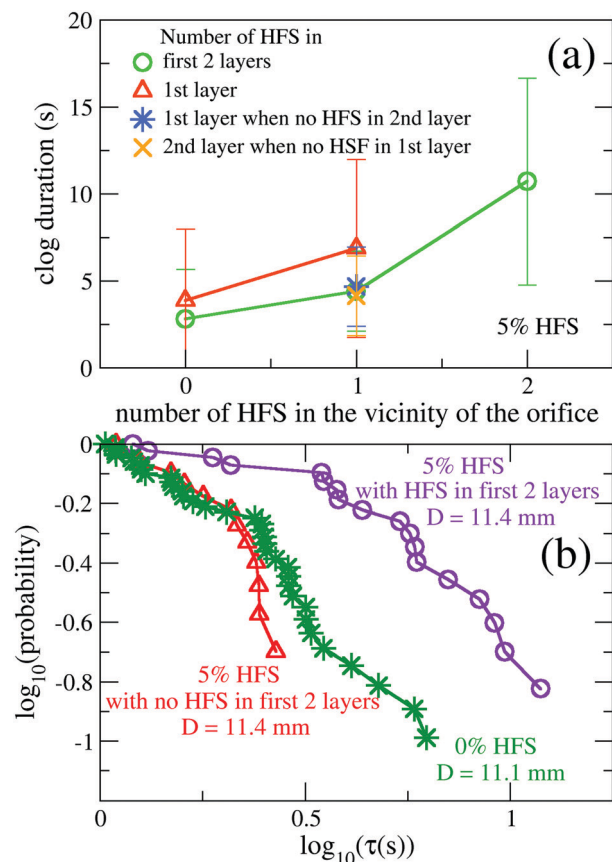 Number of HFS in
(a)
first 2 layers
1st layer
1st layer when no HFS in 2nd layer
2nd layer when no HSF in 1st layer
20
15
10
5
0
clog duration (s)
5% HFS
0
1
2
number of HFS in the vicinity of the orifice
0
-0.2
-0.4
-0.6
-0.8
-1
log10(probability)
5% HFS
with HFS in first 2 layers
D = 11.4 mm
(b)
5% HFS
with no HFS in first 2 layers
D = 11.4 mm
0% HFS
D = 11.1 mm
0
0.5
1
log10(τ(s))